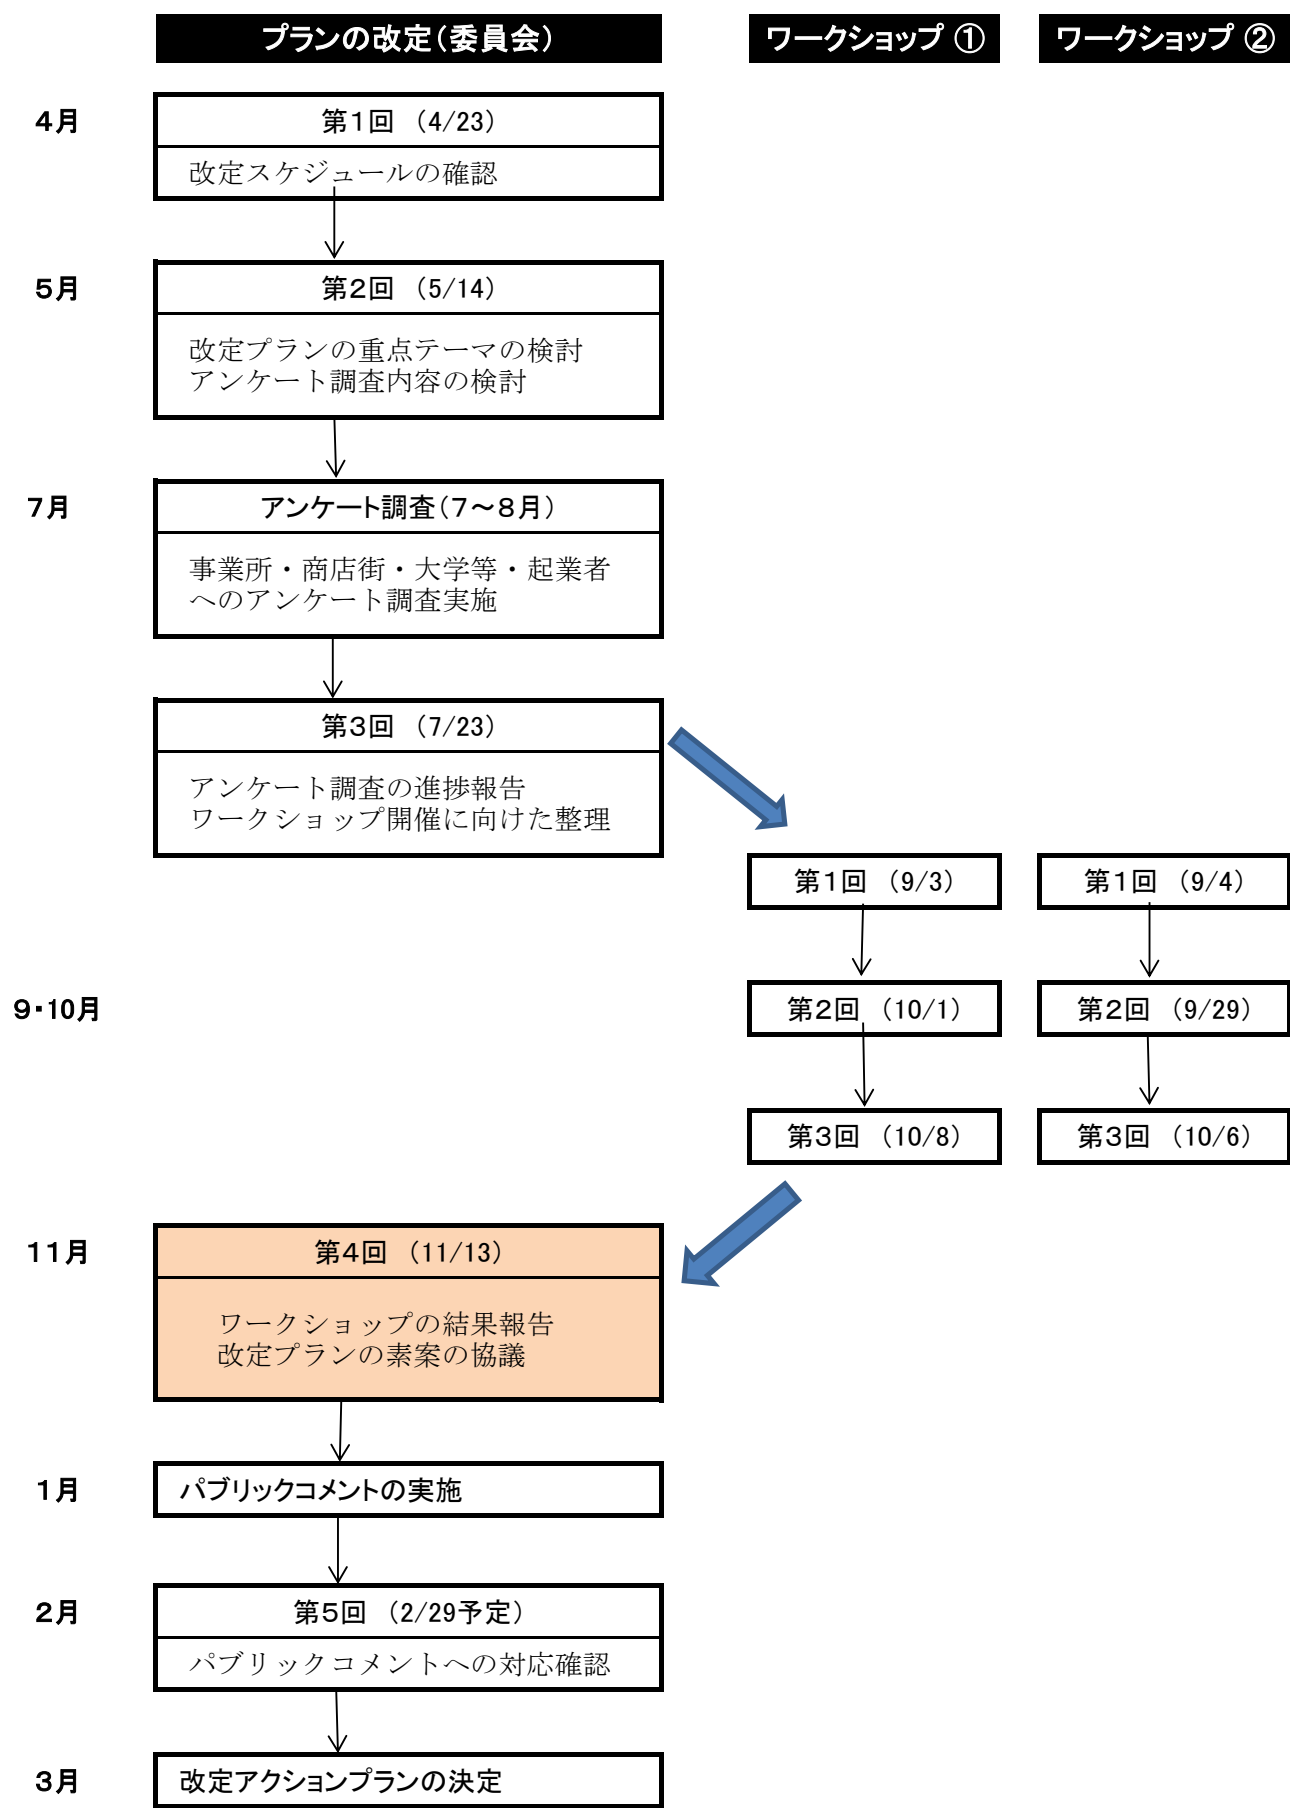 プランの改定(委員会)
ワークショップ ①
ワークショップ ②
4月
第1回 (4/23)
改定スケジュールの確認
5月
第2回 (5/14)
改定プランの重点テーマの検討
アンケート調査内容の検討
7月
アンケート調査(7~8月)
事業所・商店街・大学等・起業者
へのアンケート調査実施
第3回 (7/23)
アンケート調査の進捗報告
ワークショップ開催に向けた整理
第1回 (9/3)
第1回 (9/4)
9・10月
第2回 (10/1)
第2回 (9/29)
第3回 (10/8)
第3回 (10/6)
11月
第4回 (11/13)
ワークショップの結果報告
改定プランの素案の協議
1月
パブリックコメントの実施
2月
第5回 (2/29予定)
パブリックコメントへの対応確認
3月
改定アクションプランの決定